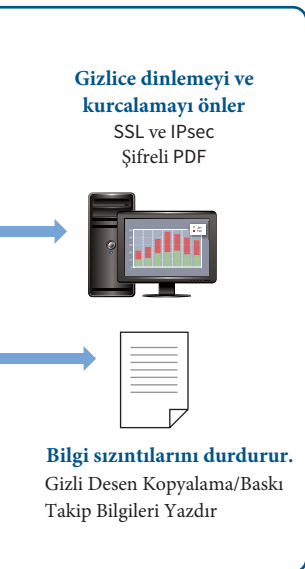 Gizlice dinlemeyi ve
kurcalamayı önler
SSL ve IPsec
Şifreli PDF
Bilgi sızıntılarını durdurur.
Gizli Desen Kopyalama/Baskı
Takip Bilgileri Yazdır